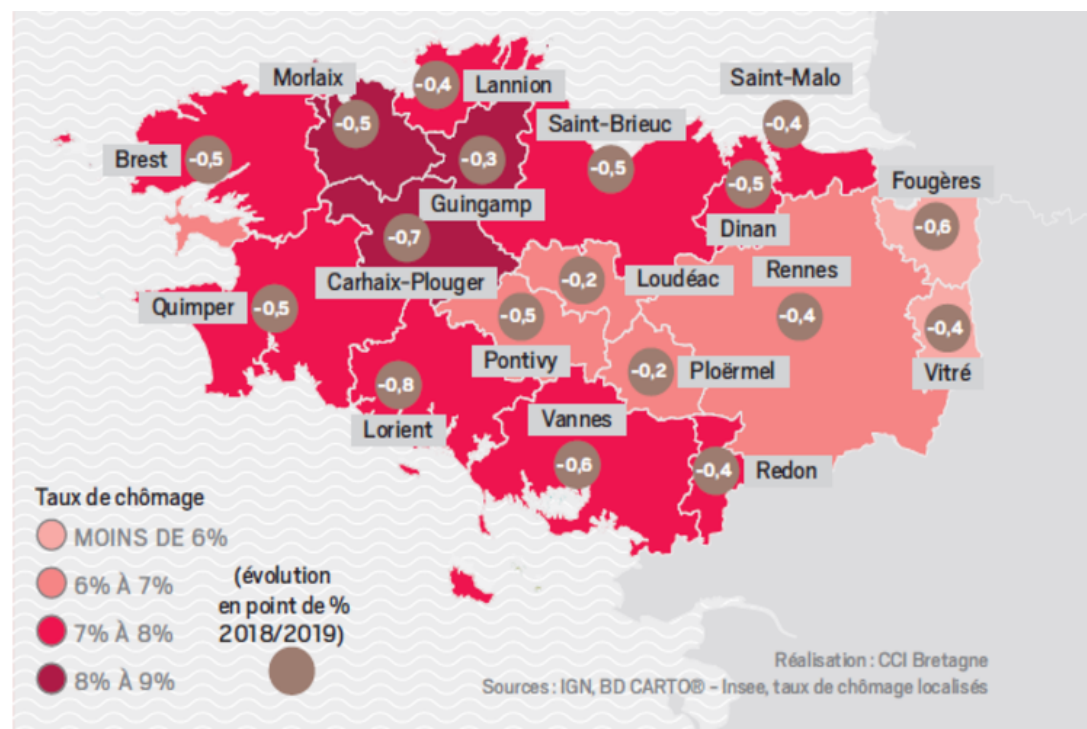 Morlaix
-0,5
-0,4
Lannion
Saint-Malo
-0,4
Brest
-0,5
-0,3
Guingamp
Saint-Brieuc
-0,5
-0,5
Dinan
Fougères
-0,6
-0,7
Carhaix-Plouger
-0,2
Loudéac
Rennes
-0,4
Quimper
-0,5
-0,5
Pontivy
-0,2
Ploërmel
-0,4
Vitré
-0,8
Lorient
Vannes
-0,6
-0,4
Redon
Taux de chômage
MOINS DE 6%
6% À 7%
7% À 8%
8% À 9%
(évolution
en point de %
2018/2019)
Réalisation : CCI Bretagne
Sources : IGN, BD CARTO® – Insee, taux de chômage localisés